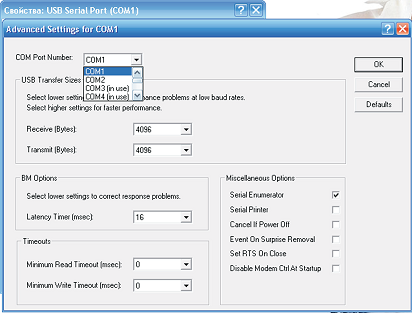 Свойства: USB Serial Port (COM1)
Advanced Settings for COM1
COM Port Number:
COM1
COM1
COM2
COM3 (in use)
COM4 (in use)
OK
Cancel
Defaults
USB Transfer Sizes
Select lower settings
performance problems at low baud rates.
Select higher settings for faster performance.
Receive (Bytes):
4096
Transmit (Bytes):
4096
BM Options
Select lower settings to correct response problems.
Latency Timer (msec):
16
Timeouts
Minimum Read Timeout (msec):
0
Minimum Write Timeout (msec):
0
Miscellaneous Options
Serial Enumerator
Serial Printer
Cancel If Power Off
Event On Surprise Removal
Set RTS On Close
Disable Modem Ctrl At Startup